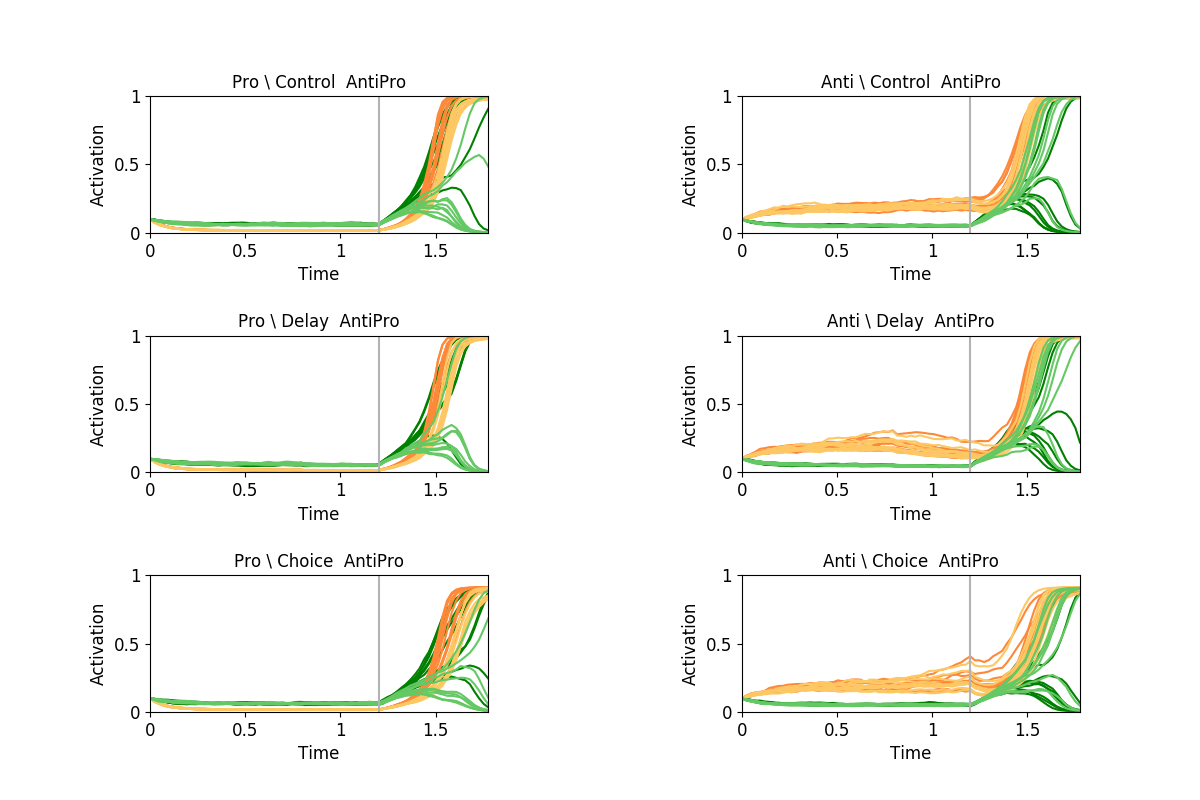 Pro \ Control  AntiPro
Anti \ Control  AntiPro
1
0.5
0
Activation
0
0.5
1
1.5
Time
1
0.5
0
Activation
0
0.5
1
1.5
Time
Pro \ Delay  AntiPro
Anti \ Delay  AntiPro
1
0.5
0
Activation
0
0.5
1
1.5
Time
1
0.5
0
Activation
0
0.5
1
1.5
Time
Pro \ Choice  AntiPro
Anti \ Choice  AntiPro
1
0.5
0
Activation
0
0.5
1
1.5
Time
1
0.5
0
Activation
0
0.5
1
1.5
Time